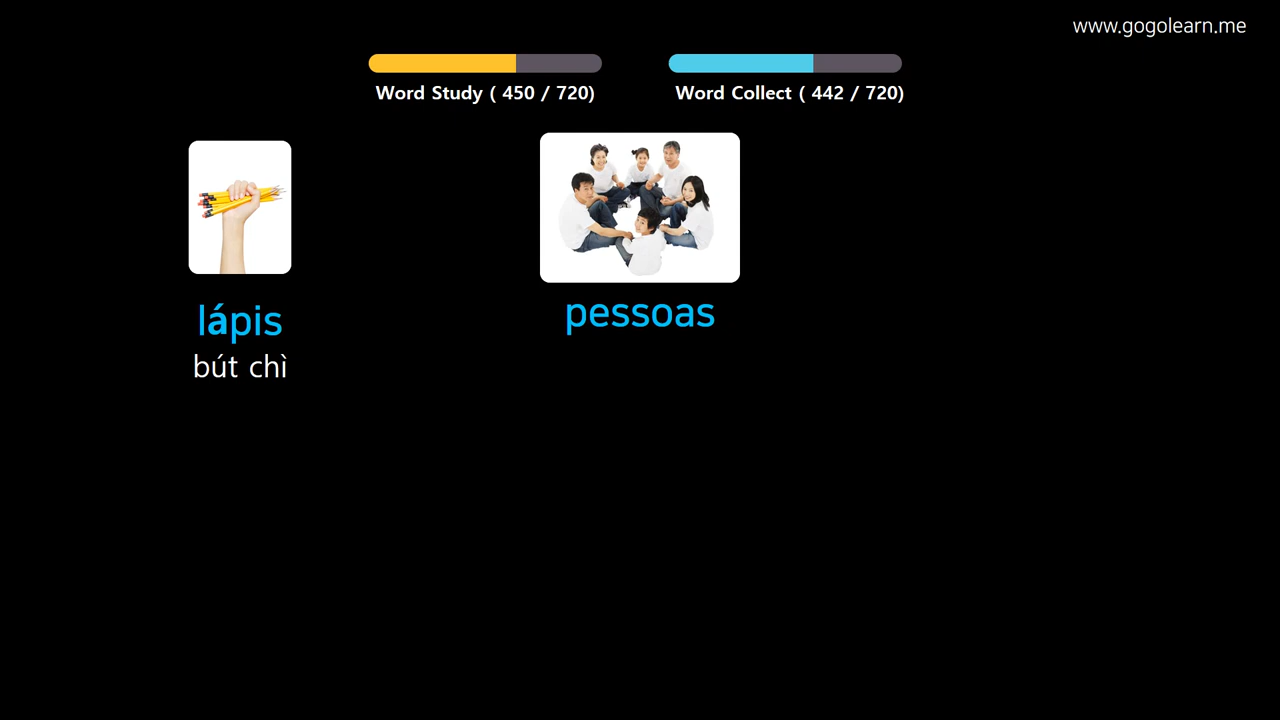 www.gogolearn.me
Word Study ( 450 / 720)
Word Collect ( 442 / 720)
lápis
bút chì
pessoas